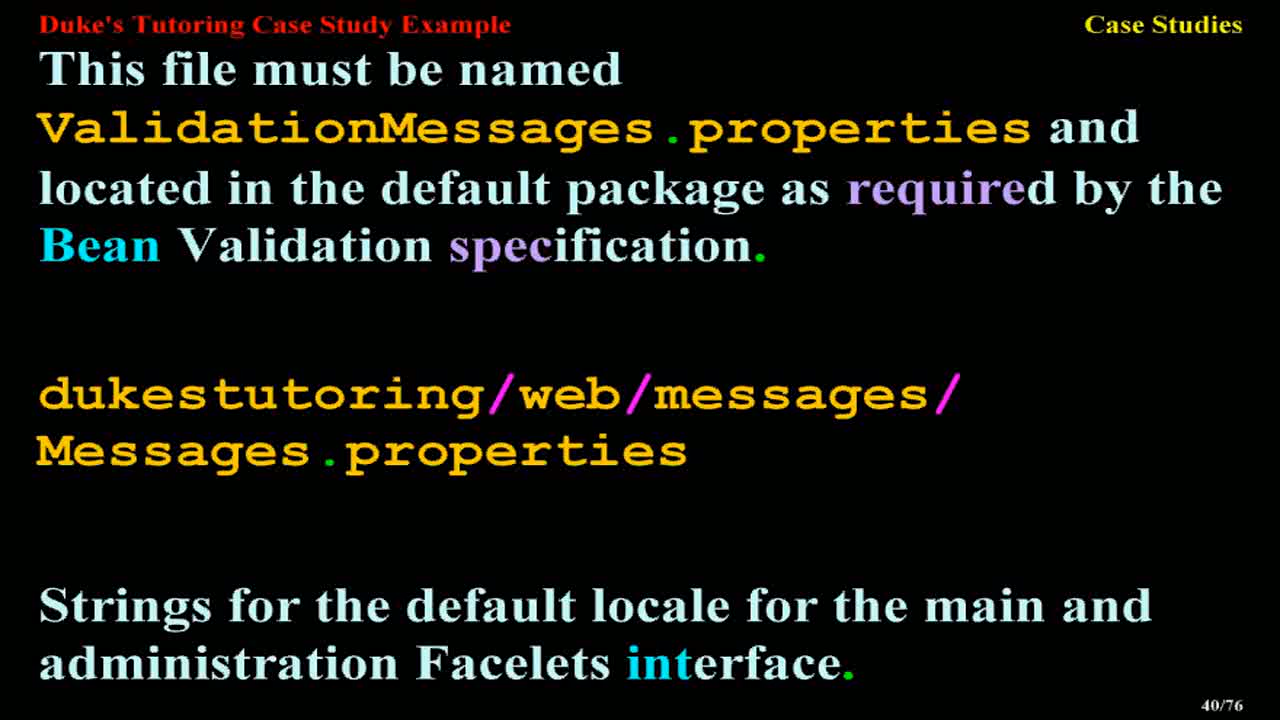 Duke's Tutoring Case Study Example
Case Studies
This file must be named
ValidationMessages.properties and
located in the default package as required by the
Bean Validation specification.
dukestutoring/web/messages/
Messages.properties
Strings for the default locale for the main and
administration Facelets interface.
40/76